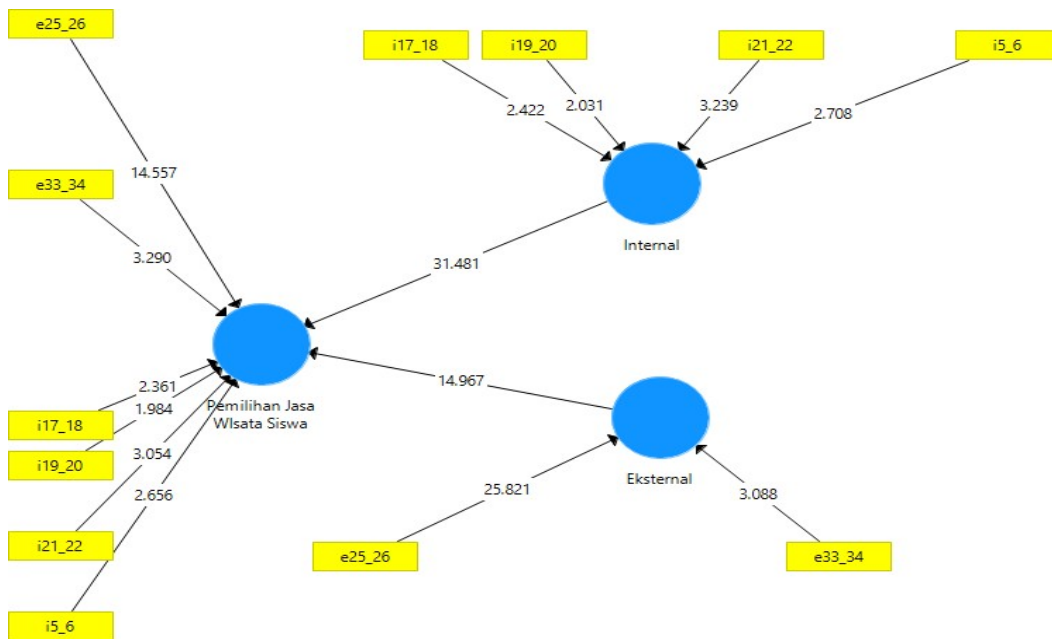 e25_26
i17_18
i19_20
i21_22
i5_6
2.422
2.031
3.239
2.708
14.557
e33_34
3.290
Internal
31.481
14.967
2.361
1.984
Pemilihan Jasa
WIsata Siswa
i17_18
i19_20
3.054
2.656
Eksternal
25.821
3.088
i21_22
e25_26
e33_34
i5_6